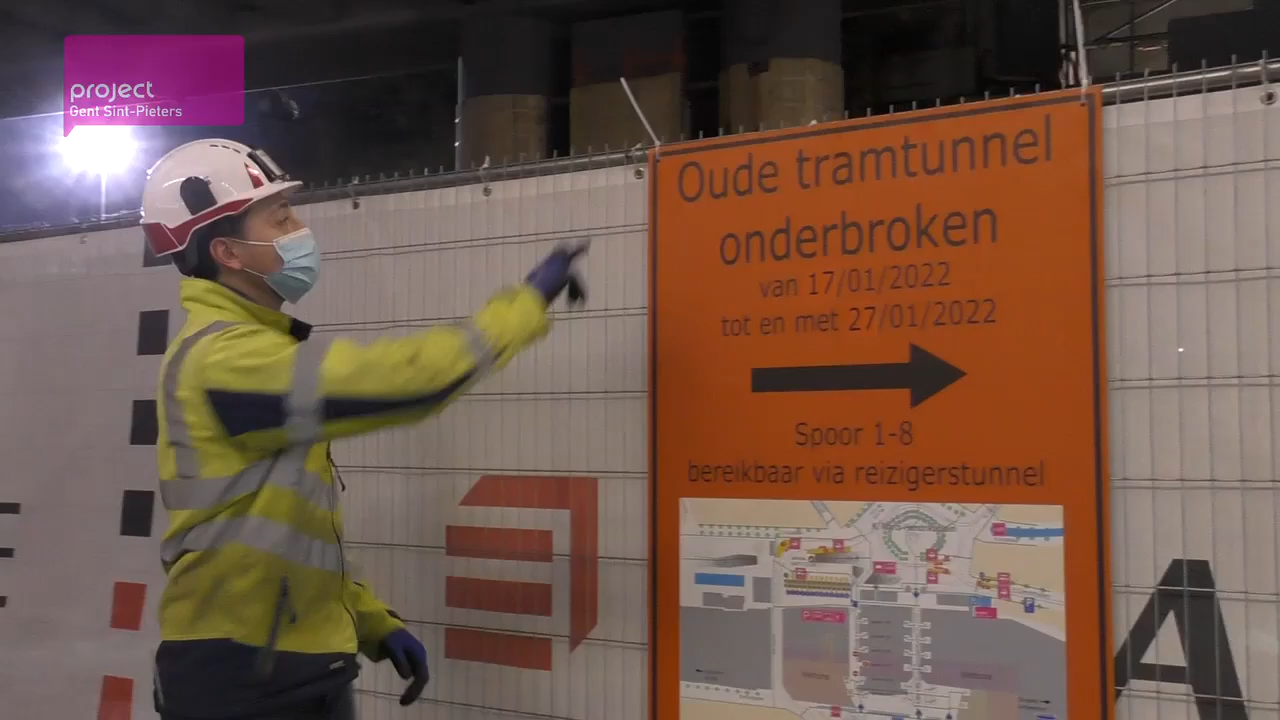 project
Gent Sint-Pieters
Oude tramtunnel
onderbroken
van 17/01/2022
tot en met 27/01/2022
Spoor 1-8
bereikbaar via reizigerstunnel
A